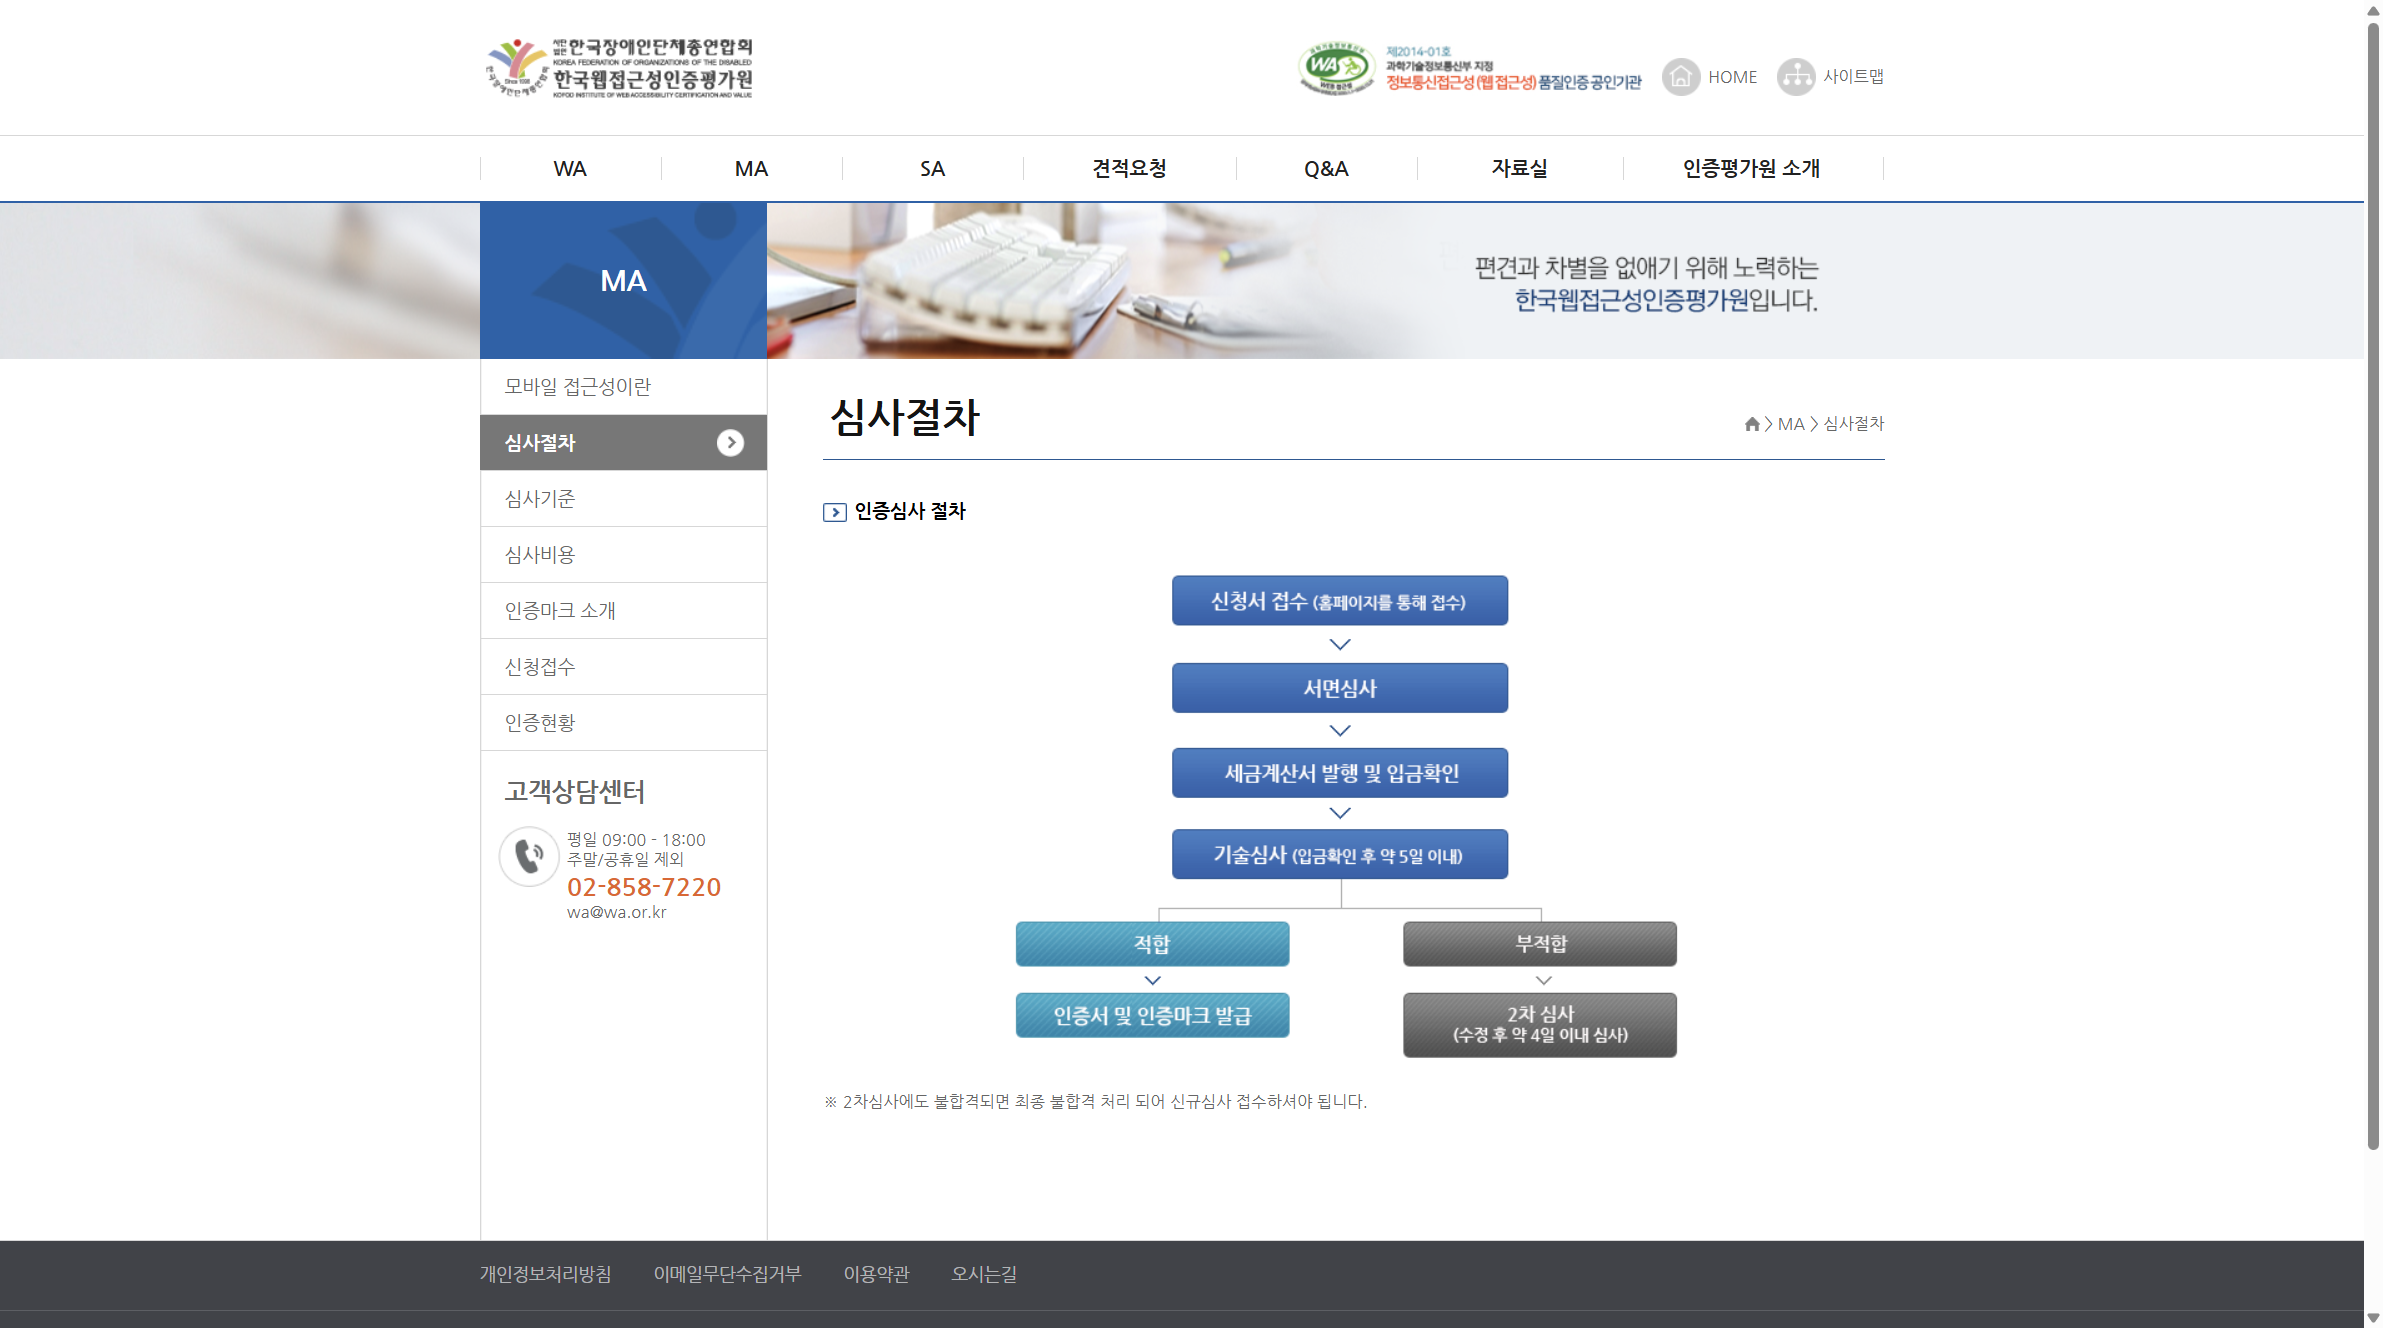 사단법인 한국장애인단체총연합회
KOREA FEDERATION OF ORGANIZATIONS OF THE DISABLED
한국웹접근성인증평가원
KOFOD INSTITUTE OF WEB ACCESSIBILITY CERTIFICATION AND VALUE
Since 1998
WA
WEB 접근성
제2014-01호
과학기술정보통신부 지정
정보통신접근성(웹 접근성) 품질인증 공인기관
HOME
사이트맵
WA
MA
SA
견적요청
Q&A
자료실
인증평가원 소개
MA
편견과 차별을 없애기 위해 노력하는
한국웹접근성인증평가원입니다.
모바일 접근성이란
심사절차
심사기준
심사비용
인증마크 소개
신청접수
인증현황
고객상담센터
평일 09:00 - 18:00
주말/공휴일 제외
02-858-7220
wa@wa.or.kr
심사절차
> MA > 심사절차
인증심사 절차
신청서 접수 (홈페이지를 통해 접수)
서면심사
세금계산서 발행 및 입금확인
기술심사 (입금확인 후 약 5일 이내)
적합
부적합
인증서 및 인증마크 발급
2차 심사
(수정 후 약 4일 이내 심사)
※ 2차심사에도 불합격되면 최종 불합격 처리 되어 신규심사 접수하셔야 됩니다.
개인정보처리방침
이메일무단수집거부
이용약관
오시는길